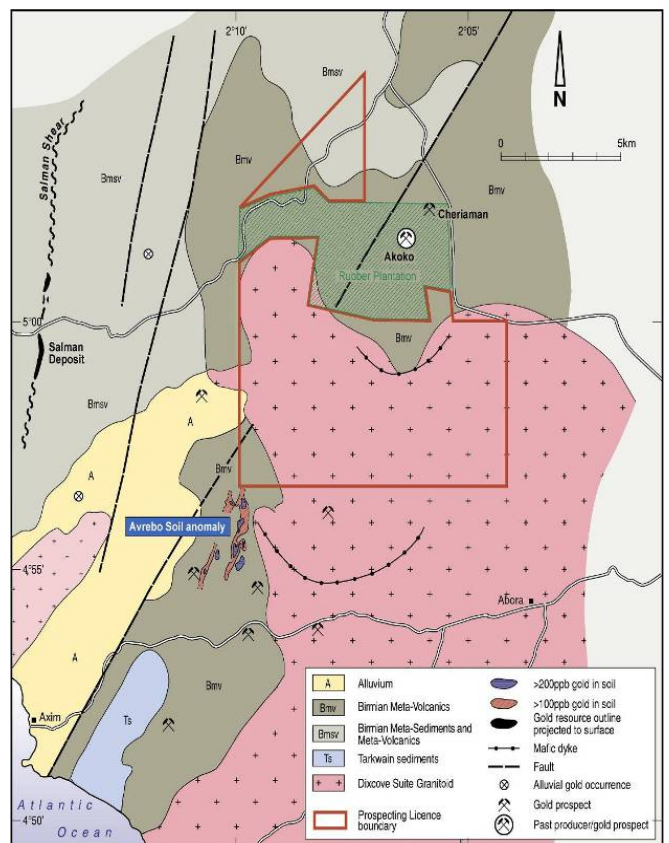 2°10'
2°05'
Bmsv
N
0 5km
Salman Shear
Bmsv
Bmv
Bmv
Cheriaman
Akoko
Rubber Plantation
5°00'
Salman
Deposit
Bmv
Bmsv
A
A
Bmv
Avrebo Soil anomaly
4°55'
Abora
A
Axim
Ts
Bmv
Atlantic
Ocean
4°50'
A Alluvium
Bmv Birimian Meta-Volcanics
Bmsv Birimian Meta-Sediments and
Meta-Volcanics
Ts Tarkwain sediments
Dixcove Suite Granitoid
Prospecting Licence
boundary
>200ppb gold in soil
>100ppb gold in soil
Gold resource outline
projected to surface
Mafic dyke
Fault
Alluvial gold occurrence
Gold prospect
Past producer/gold prospect